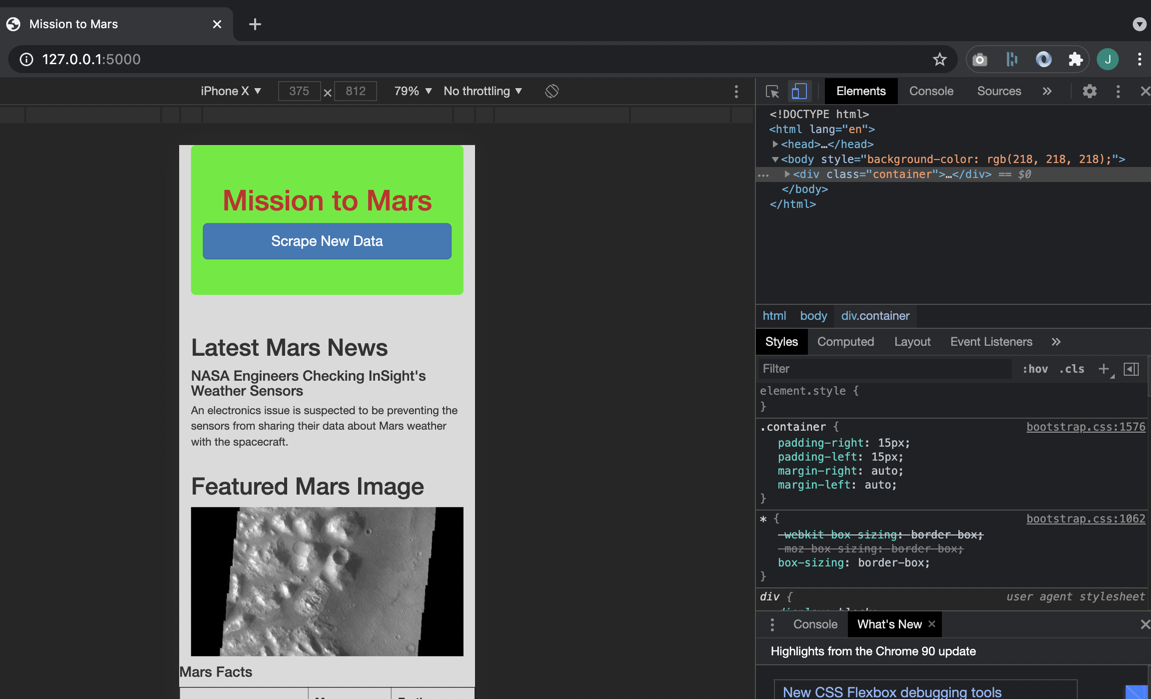 Mission to Mars
127.0.0.1:5000
J
iPhone X ▼ 375 x 812 79% ▼ No throttling ▼
Elements Console Sources »
<!DOCTYPE html>
<html lang="en">
▶<head>…</head>
▼<body style="background-color: rgb(218, 218, 218);">
… ▶<div class="container">…</div> == $0
</body>
</html>
html body div.container
Styles Computed Layout Event Listeners »
Filter :hov .cls +
element.style {
}
.container { bootstrap.css:1576
padding-right: 15px;
padding-left: 15px;
margin-right: auto;
margin-left: auto;
}
* { bootstrap.css:1062
-webkit-box-sizing: border-box;
-moz-box-sizing: border-box;
box-sizing: border-box;
}
div { user agent stylesheet
Console What's New ×
Highlights from the Chrome 90 update
New CSS Flexbox debugging tools
Mission to Mars
Scrape New Data
Latest Mars News
NASA Engineers Checking InSight's
Weather Sensors
An electronics issue is suspected to be preventing the
sensors from sharing their data about Mars weather
with the spacecraft.
Featured Mars Image
Mars Facts